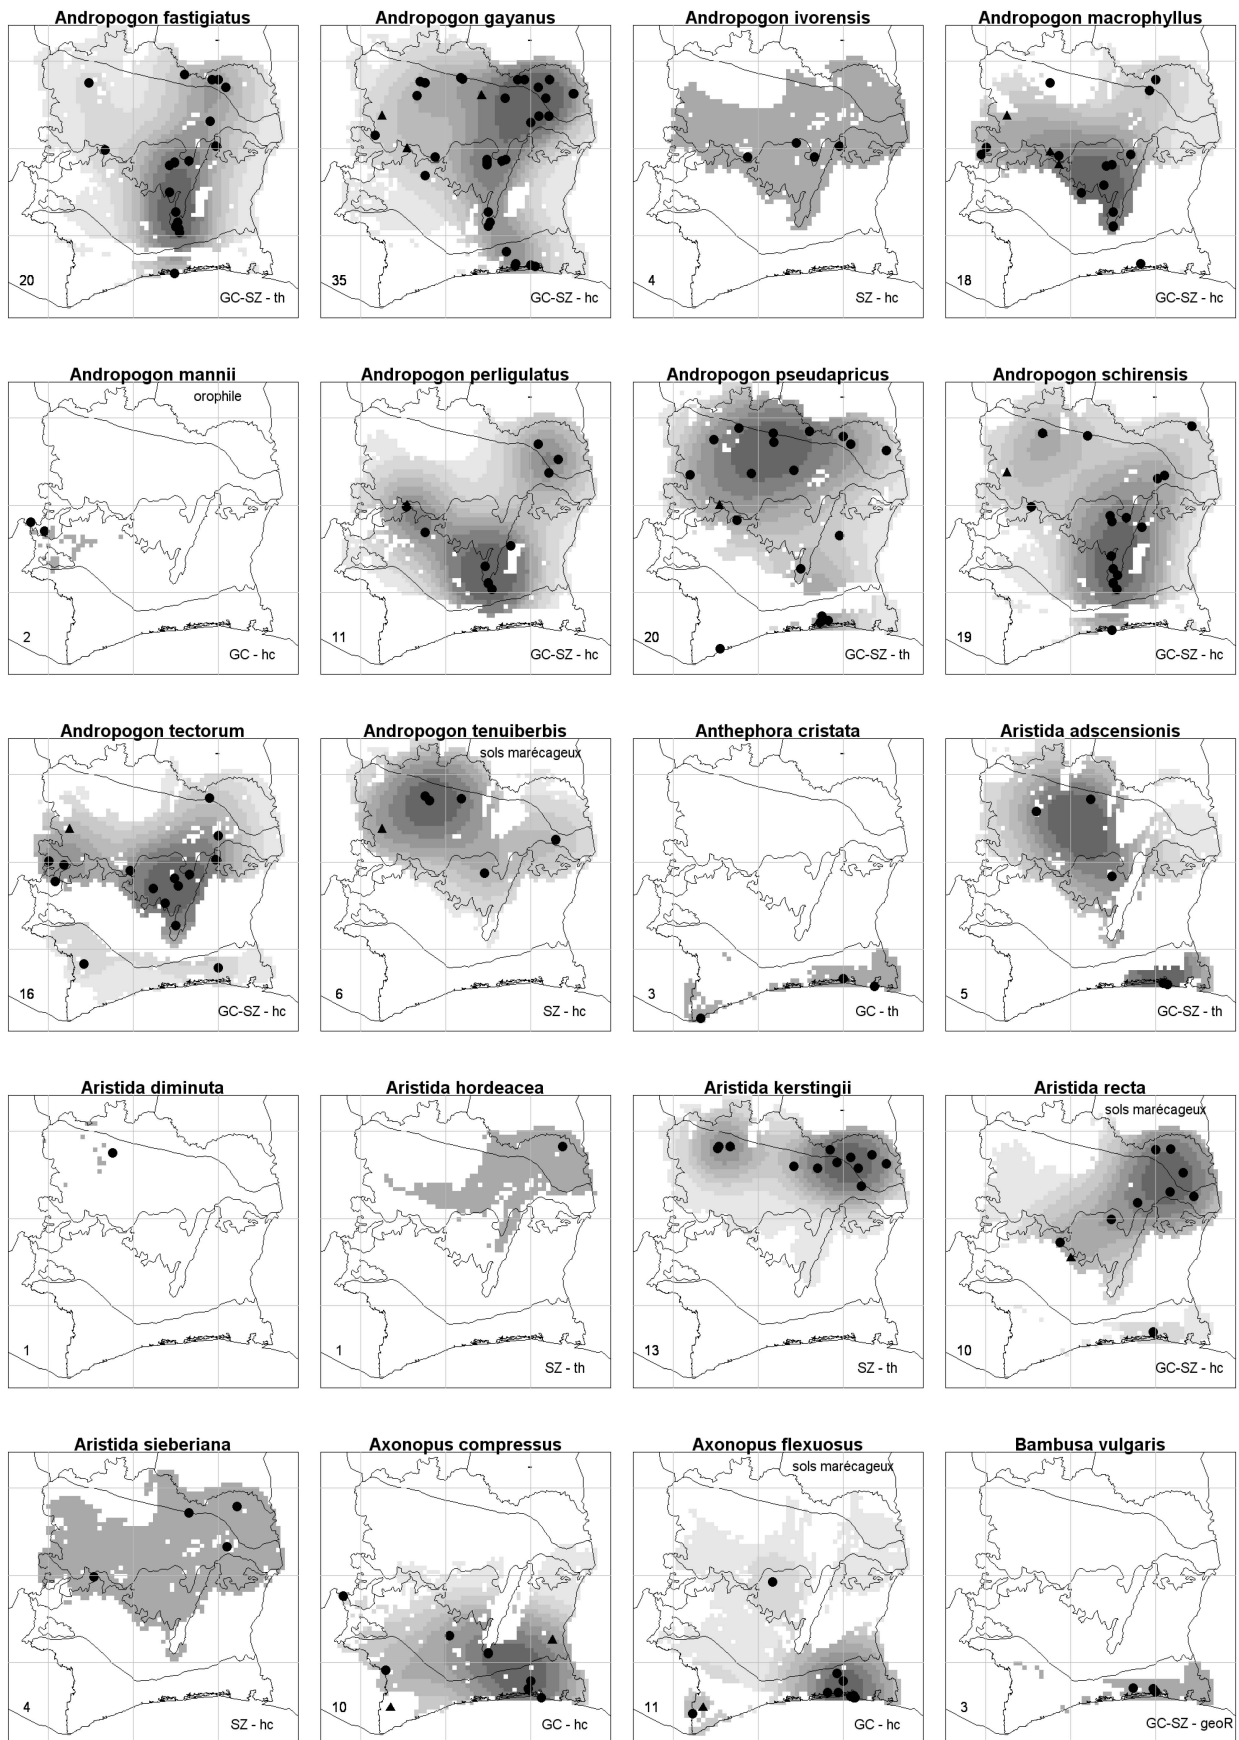 Andropogon fastigiatus
20
GC-SZ - th
Andropogon gayanus
35
GC-SZ - hc
Andropogon ivorensis
4
SZ - hc
Andropogon macrophyllus
18
GC-SZ - hc
Andropogon mannii
orophile
2
GC - hc
Andropogon perligulatus
11
GC-SZ - hc
Andropogon pseudapricus
20
GC-SZ - th
Andropogon schirensis
19
GC-SZ - hc
Andropogon tectorum
16
GC-SZ - hc
Andropogon tenuiberbis
sols marécageux
6
SZ - hc
Anthephora cristata
3
GC - th
Aristida adscensionis
5
GC-SZ - th
Aristida diminuta
1
Aristida hordeacea
1
SZ - th
Aristida kerstingii
13
SZ - th
Aristida recta
sols marécageux
10
GC-SZ - hc
Aristida sieberiana
4
SZ - hc
Axonopus compressus
10
GC - hc
Axonopus flexuosus
sols marécageux
11
GC - hc
Bambusa vulgaris
3
GC-SZ - geoR